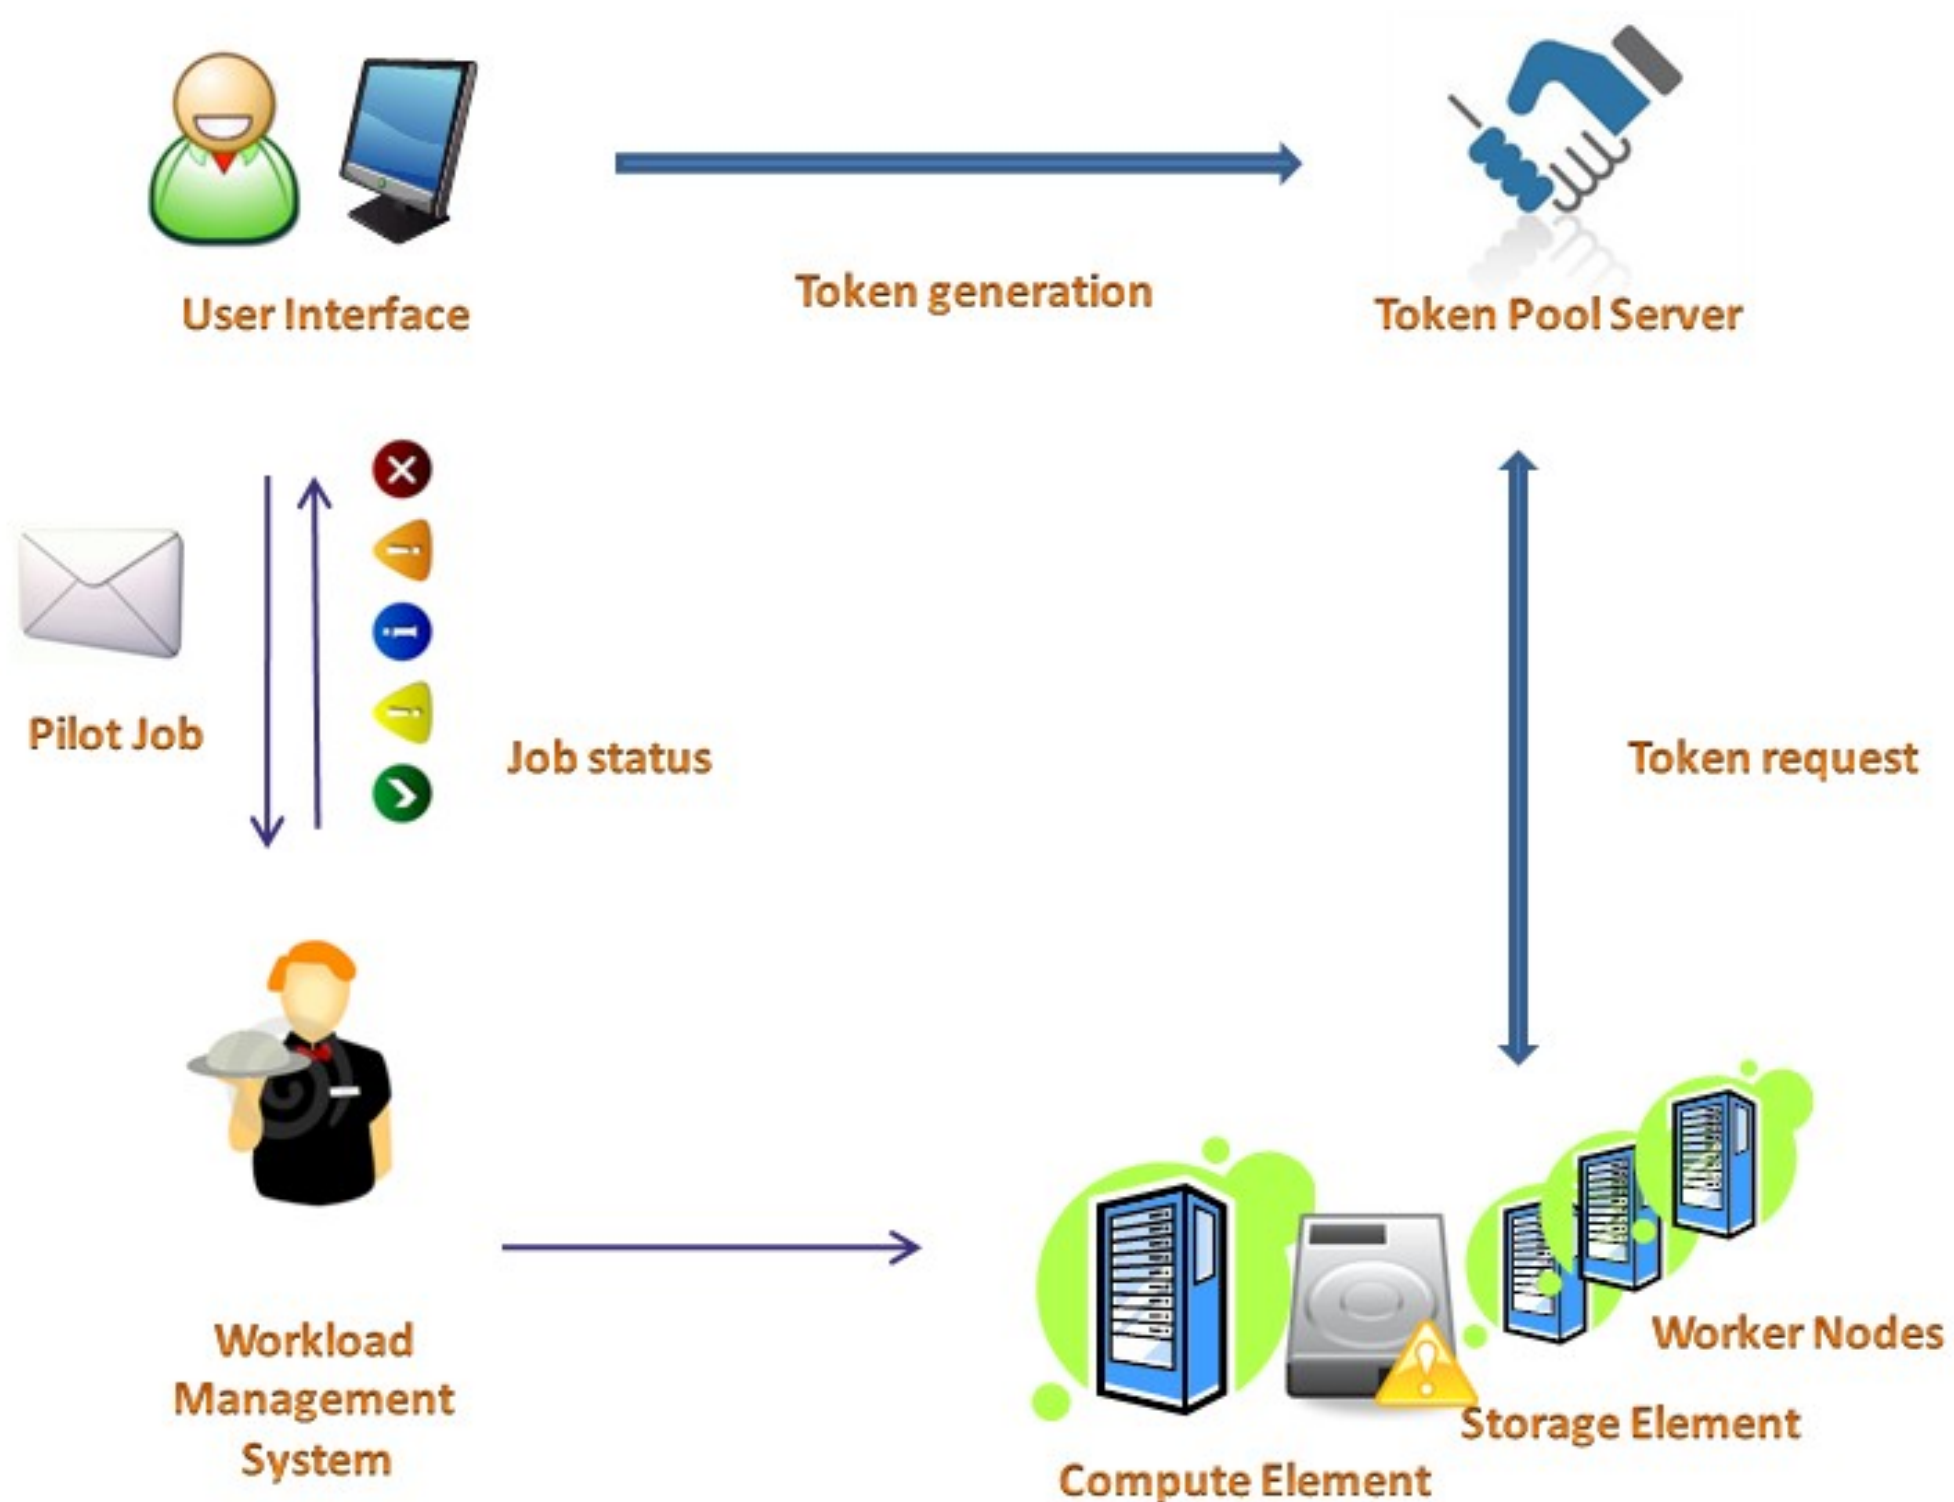 User Interface
Token generation
Token Pool Server
Pilot Job
Job status
Token request
Workload
Management
System
Worker Nodes
Storage Element
Compute Element